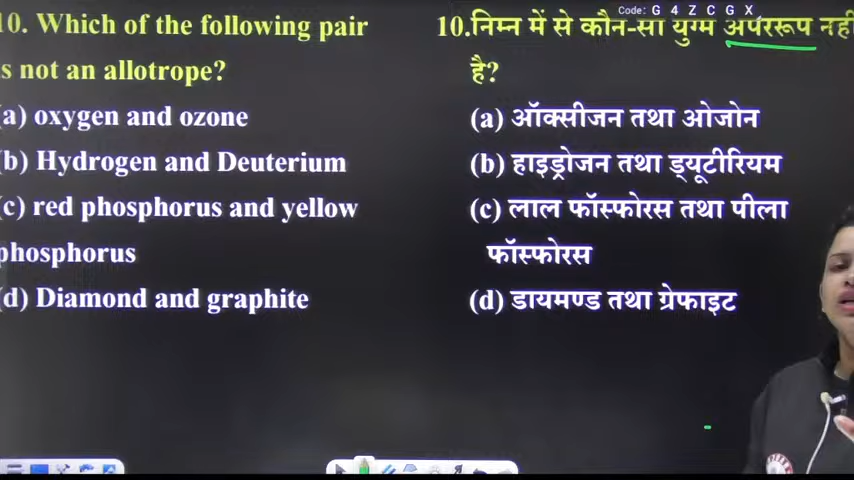 Code: G 4 Z C G X
10. Which of the following pair
s not an allotrope?
(a) oxygen and ozone
(b) Hydrogen and Deuterium
(c) red phosphorus and yellow
phosphorus
(d) Diamond and graphite
10.निम्न में से कौन-सा युग्म अपररूप नही
है?
(a) ऑक्सीजन तथा ओजोन
(b) हाइड्रोजन तथा ड्यूटीरियम
(c) लाल फॉस्फोरस तथा पीला
फॉस्फोरस
(d) डायमण्ड तथा ग्रेफाइट